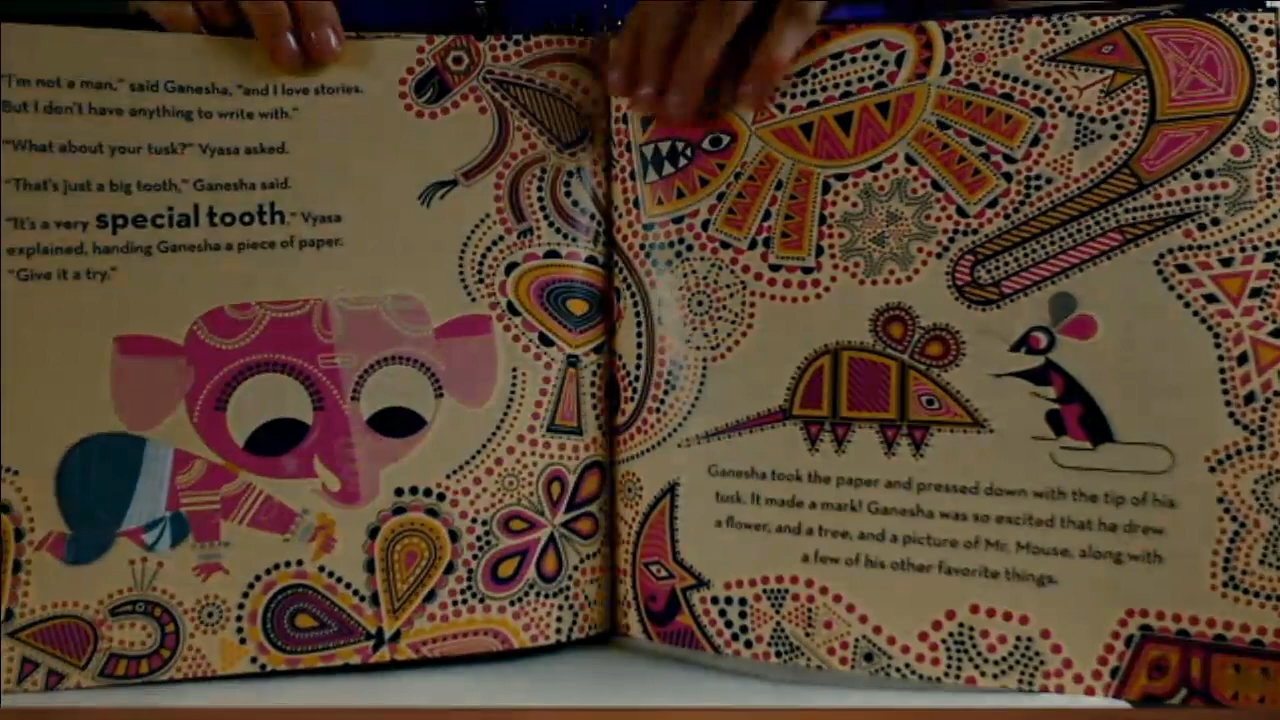 "I'm not a man," said Ganesha, "and I love stories.
But I don't have anything to write with."
"What about your tusk?" Vyasa asked.
"That's just a big tooth," Ganesha said.
"It's a very special tooth," Vyasa
explained, handing Ganesha a piece of paper.
"Give it a try."
Ganesha took the paper and pressed down with the tip of his
tusk. It made a mark! Ganesha was so excited that he drew
a flower, and a tree, and a picture of Mr. Mouse, along with
a few of his other favorite things.